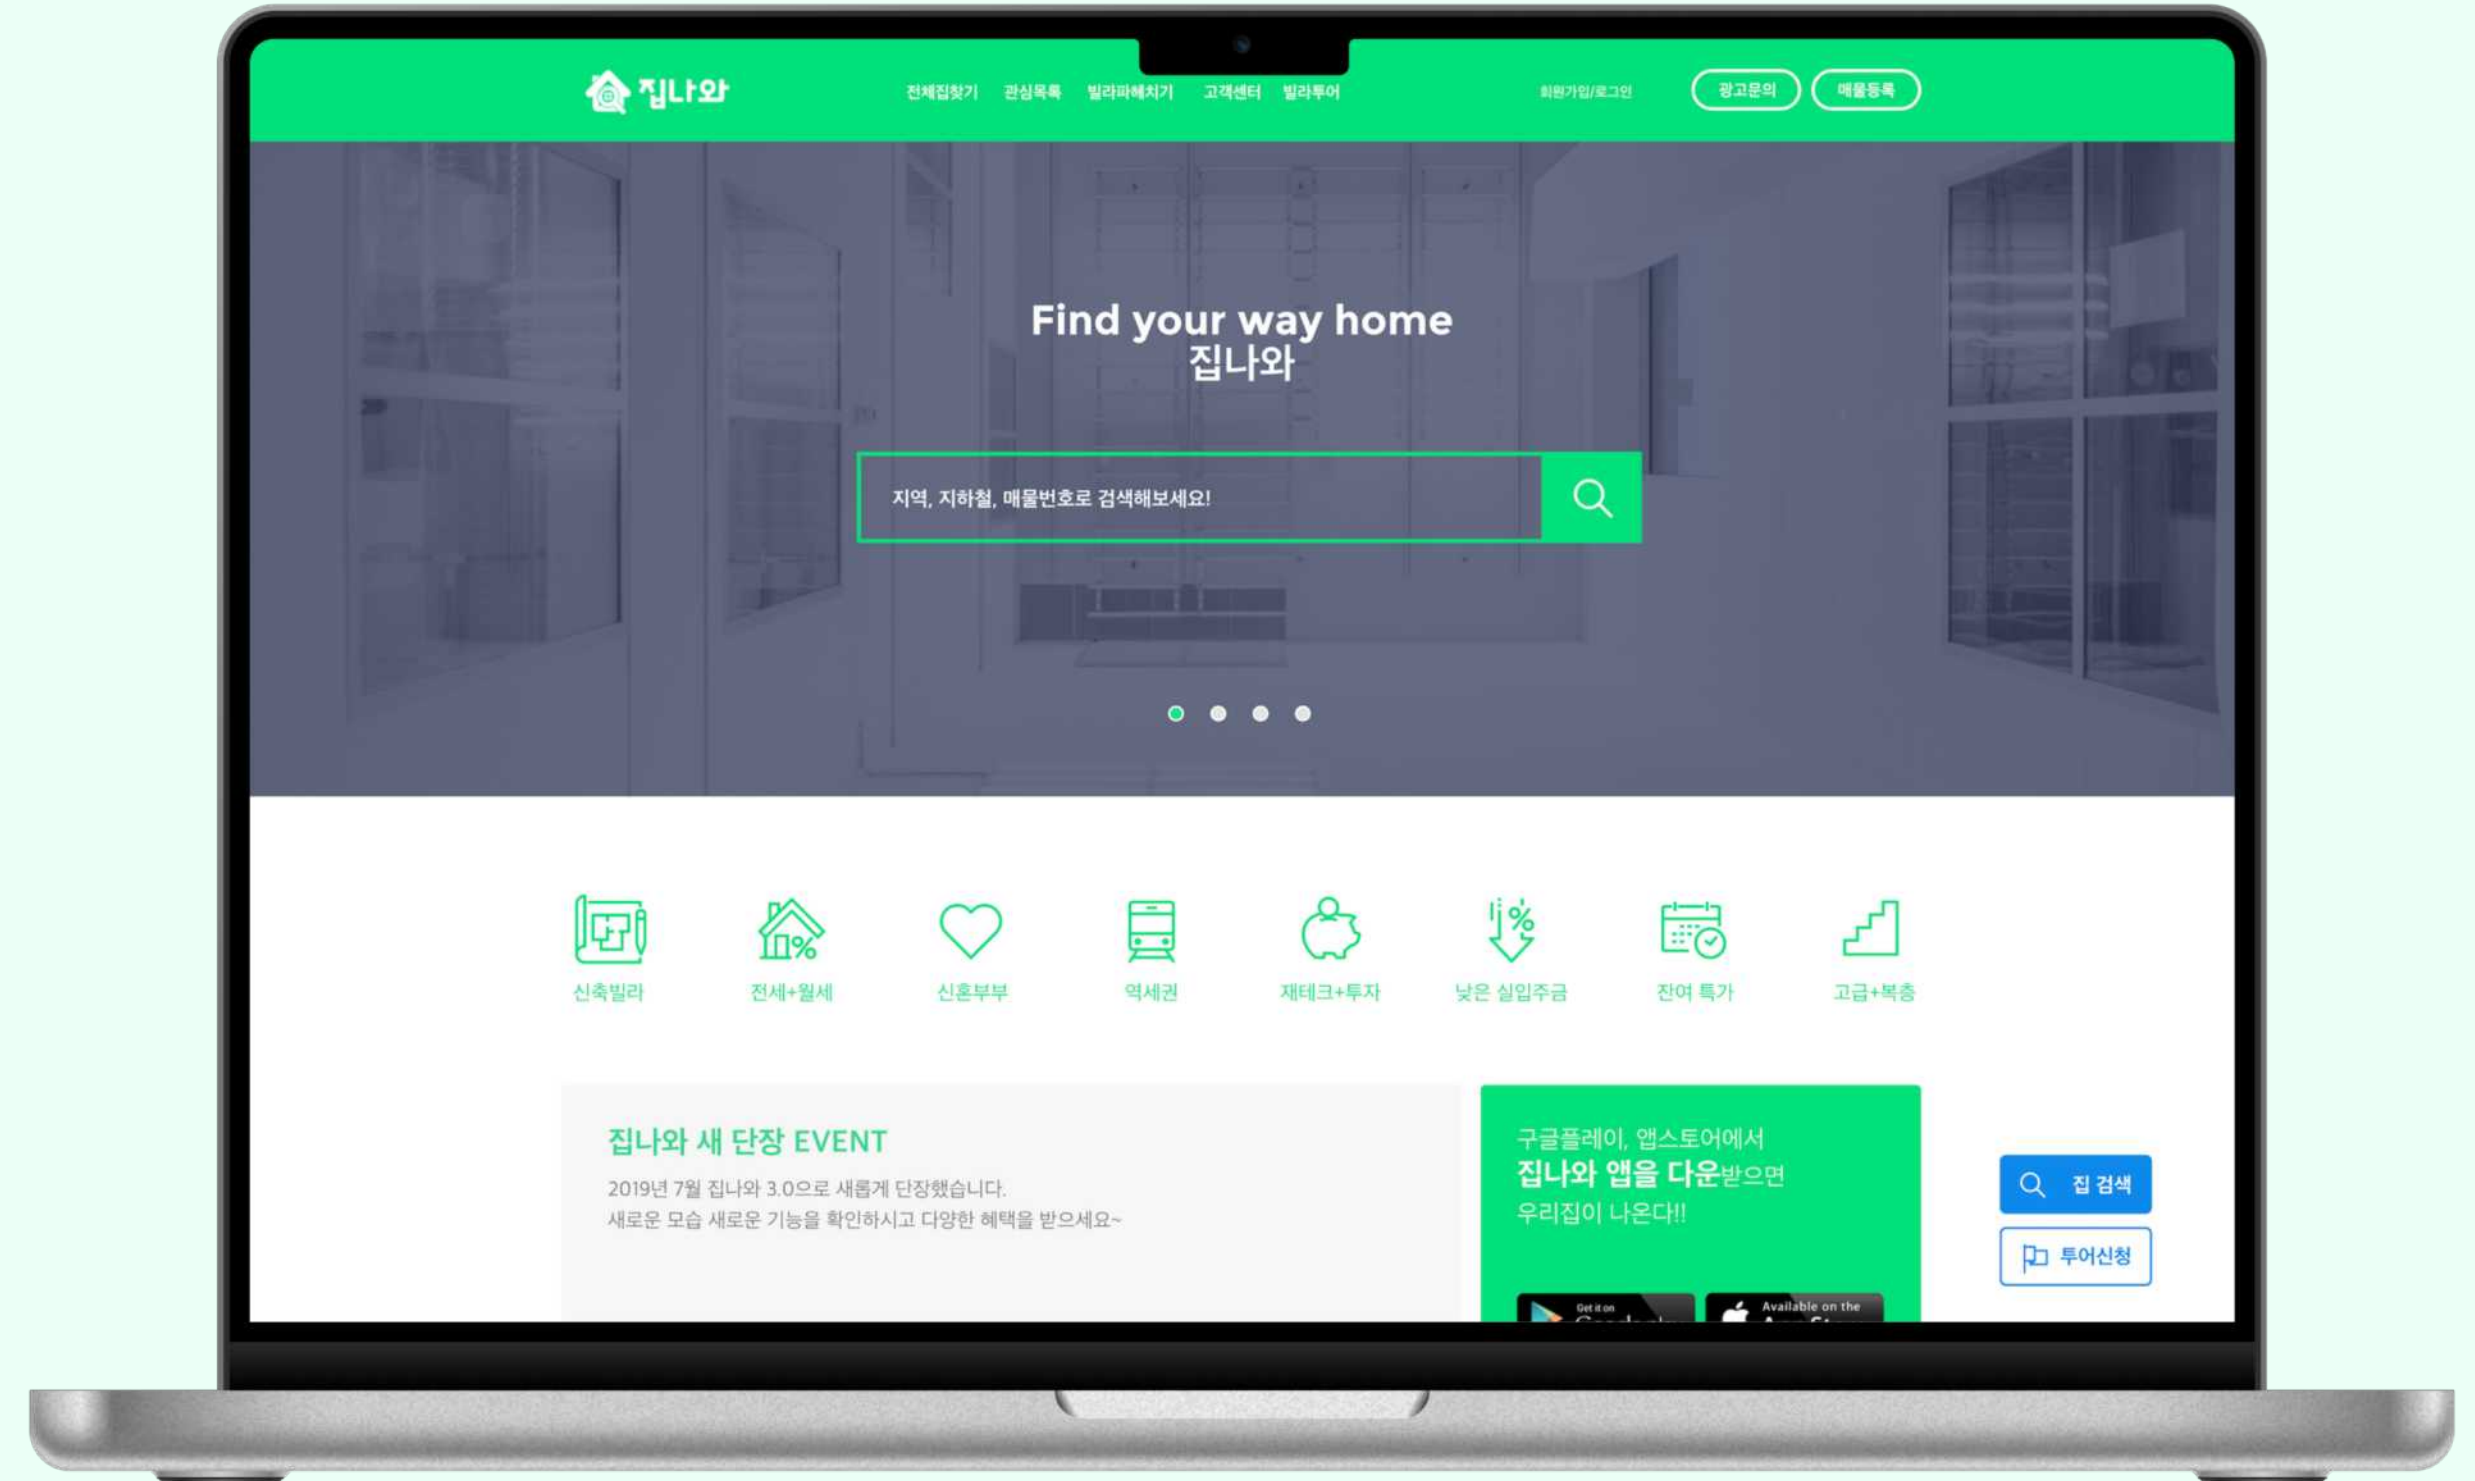 집나와
전체집찾기 관심목록 빌라파헤치기 고객센터 빌라투어
회원가입/로그인
광고문의
매물등록
Find your way home
집나와
지역, 지하철, 매물번호로 검색해보세요!
신축빌라
전세+월세
신혼부부
역세권
재테크+투자
낮은 실입주금
잔여 특가
고급+복층
집나와 새 단장 EVENT
2019년 7월 집나와 3.0으로 새롭게 단장했습니다.
새로운 모습 새로운 기능을 확인하시고 다양한 혜택을 받으세요~
구글플레이, 앱스토어에서
집나와 앱을 다운받으면
우리집이 나온다!!
Get it on
Available on the
집 검색
투어신청